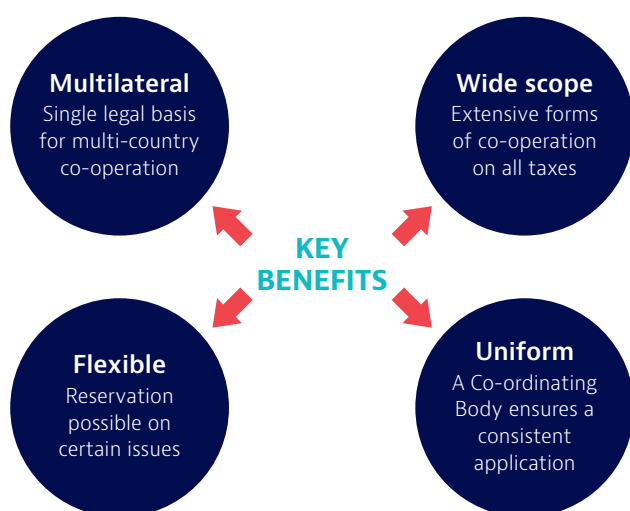 Multilateral
Single legal basis
for multi-country
co-operation
Wide scope
Extensive forms
of co-operation
on all taxes
KEY
BENEFITS
Flexible
Reservation
possible on
certain issues
Uniform
A Co-ordinating
Body ensures a
consistent
application